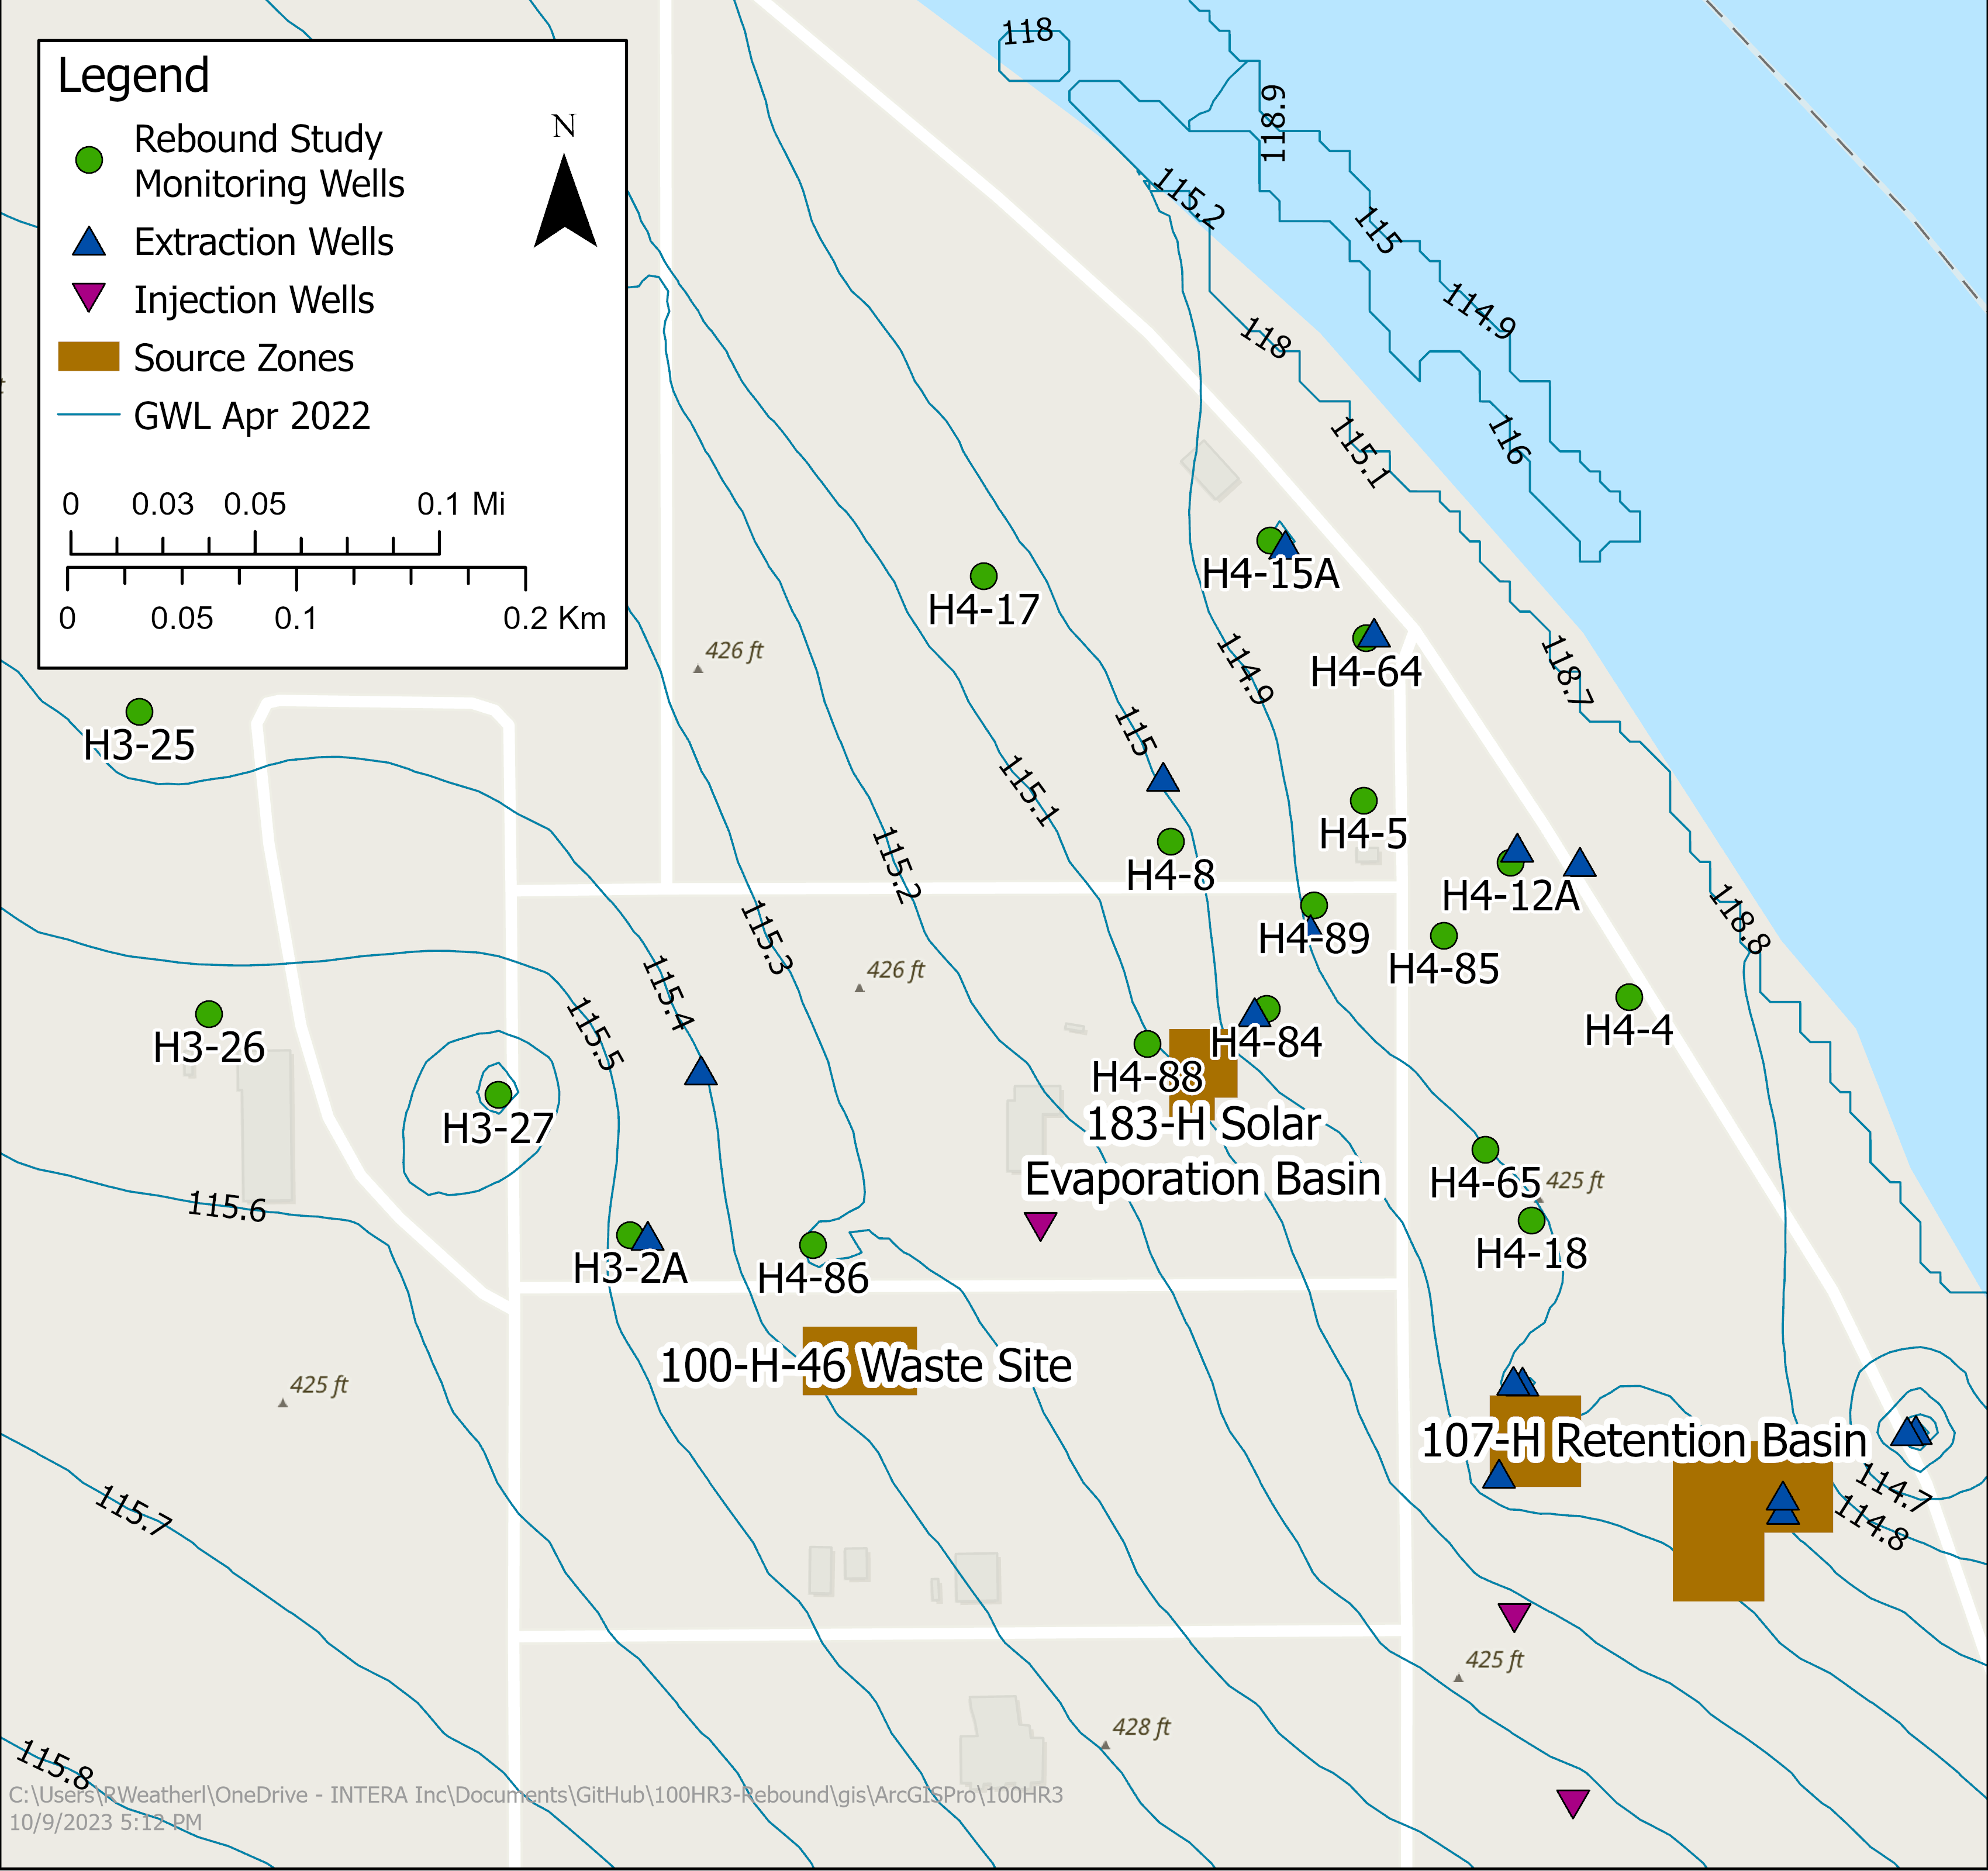 Legend
N
Rebound Study
Monitoring Wells
Extraction Wells
Injection Wells
Source Zones
GWL Apr 2022
0 0.03 0.05 0.1 Mi
0 0.05 0.1 0.2 Km
118
118.9
115.2
115
114.9
118
115.1
116
H4-15A
H4-17
426 ft
114.9
H4-64
118.7
H3-25
115
115.1
H4-5
115.2
H4-8
H4-12A
118.8
115.3
H4-89
H4-85
426 ft
115.4
115.5
H3-26
H4-4
H4-84
H4-88
H3-27
183-H Solar
Evaporation Basin
H4-65
425 ft
115.6
H4-18
H3-2A
H4-86
100-H-46 Waste Site
425 ft
107-H Retention Basin
114.7
115.7
114.8
425 ft
428 ft
115.8
C:\Users\RWeatherl\OneDrive - INTERA Inc\Documents\GitHub\100HR3-Rebound\gis\ArcGISPro\100HR3
10/9/2023 5:12 PM